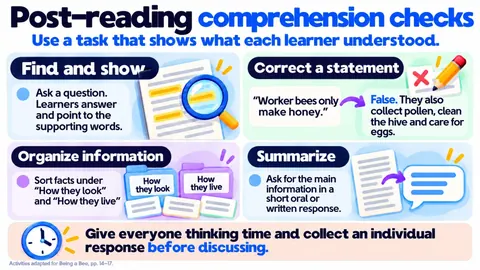 Post-reading comprehension checks
Use a task that shows what each learner understood.
Find and show
Ask a question.
Learners answer
and point to the
supporting words.
Correct a statement
“Worker bees only
make honey.”
False. They also
collect pollen, clean
the hive and care for
eggs.
Organize information
Sort facts under
“How they look”
and “How they live”
How
they look
How
they live
Summarize
Ask for the main
information in a
short oral or
written response.
Give everyone thinking time and collect an individual
response before discussing.
Activities adapted for Being a Bee, pp. 14–17.